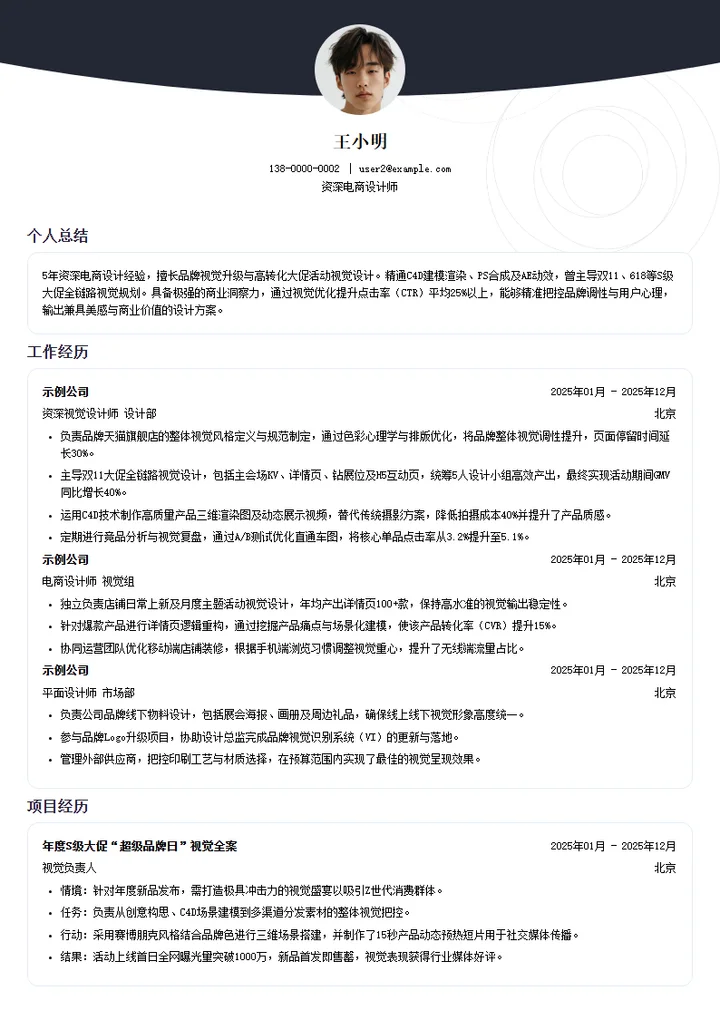 王小明
138-0000-0002 | user2@example.com
资深电商设计师
个人总结
5年资深电商设计经验，擅长品牌视觉升级与高转化大促活动视觉设计。精通C4D建模渲染、PS合成及AE动效，曾主导双11、618等S级
大促全链路视觉规划。具备极强的商业洞察力，通过视觉优化提升点击率（CTR）平均25%以上，能够精准把控品牌调性与用户心理，
输出兼具美感与商业价值的设计方案。
工作经历
示例公司 2025年01月 - 2025年12月
资深视觉设计师 设计部 北京
• 负责品牌天猫旗舰店的整体视觉风格定义与规范制定，通过色彩心理学与排版优化，将品牌整体视觉调性提升，页面停留时间延
长30%。
• 主导双11大促全链路视觉设计，包括主会场KV、详情页、钻展位及H5互动页，统筹5人设计小组高效产出，最终实现活动期间GMV
同比增长40%。
• 运用C4D技术制作高质量产品三维渲染图及动态展示视频，替代传统摄影方案，降低拍摄成本40%并提升了产品质感。
• 定期进行竞品分析与视觉复盘，通过A/B测试优化直通车图，将核心单品点击率从3.2%提升至5.1%。
示例公司 2025年01月 - 2025年12月
电商设计师 视觉组 北京
• 独立负责店铺日常上新及月度主题活动视觉设计，年均产出详情页100+款，保持高水准的视觉输出稳定性。
• 针对爆款产品进行详情页逻辑重构，通过挖掘产品痛点与场景化建模，使该产品转化率（CVR）提升15%。
• 协同运营团队优化移动端店铺装修，根据手机端浏览习惯调整视觉重心，提升了无线端流量占比。
示例公司 2025年01月 - 2025年12月
平面设计师 市场部 北京
• 负责公司品牌线下物料设计，包括展会海报、画册及周边礼品，确保线上线下视觉形象高度统一。
• 参与品牌Logo升级项目，协助设计总监完成品牌视觉识别系统（VI）的更新与落地。
• 管理外部供应商，把控印刷工艺与材质选择，在预算范围内实现了最佳的视觉呈现效果。
项目经历
年度S级大促“超级品牌日”视觉全案 2025年01月 - 2025年12月
视觉负责人 北京
• 情境：针对年度新品发布，需打造极具冲击力的视觉盛宴以吸引Z世代消费群体。
• 任务：负责从创意构思、C4D场景建模到多渠道分发素材的整体视觉把控。
• 行动：采用赛博朋克风格结合品牌色进行三维场景搭建，并制作了15秒产品动态预热短片用于社交媒体传播。
• 结果：活动上线首日全网曝光量突破1000万，新品首发即售罄，视觉表现获得行业媒体好评。